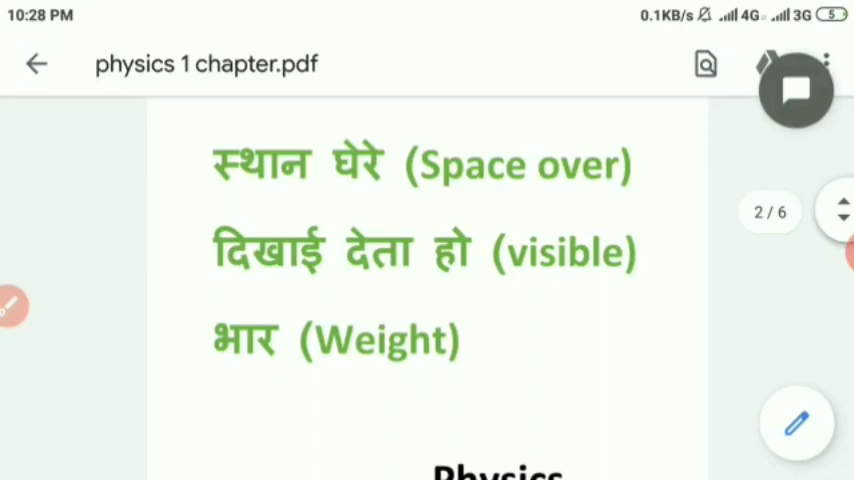 10:28 PM 0.1KB/s 4G 3G 5
physics 1 chapter.pdf
स्थान घेरे (Space over)
2 / 6
दिखाई देता हो (visible)
भार (Weight)
Physics